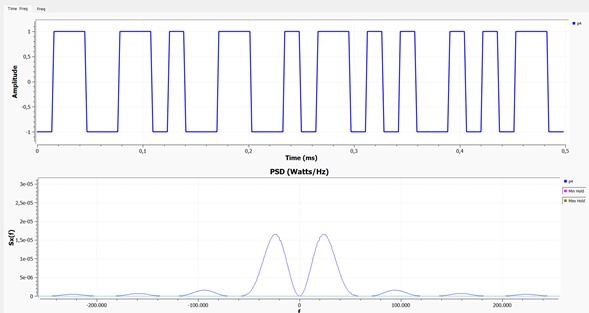 Time Freq Freq
p4
Amplitude
1
0,5
0
-0,5
-1
0 0,1 0,2 0,3 0,4 0,5
Time (ms)
PSD (Watts/Hz)
p4
Min Hold
Max Hold
Sx(f)
3e-05
2,5e-05
2e-05
1,5e-05
1e-05
5e-06
0
-200.000 -100.000 0 100.000 200.000
f